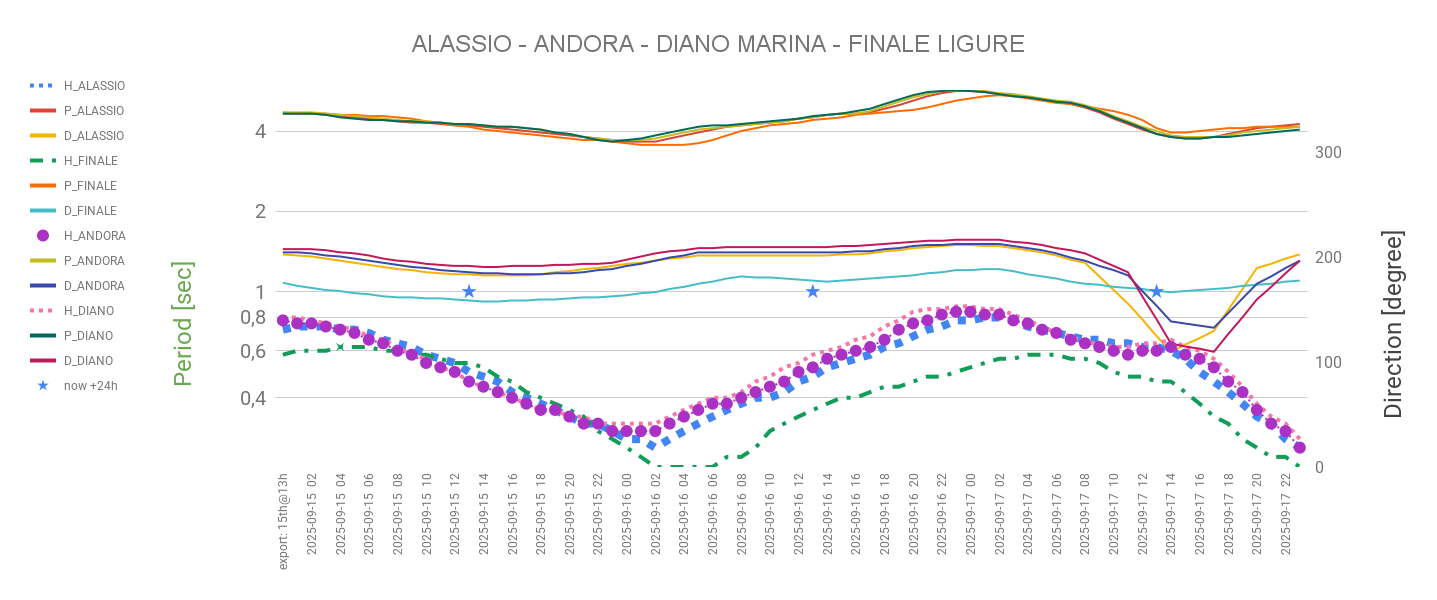 ALASSIO - ANDORA - DIANO MARINA - FINALE LIGURE
H_ALASSIO
P_ALASSIO
D_ALASSIO
H_FINALE
P_FINALE
D_FINALE
H_ANDORA
P_ANDORA
D_ANDORA
H_DIANO
P_DIANO
D_DIANO
now +24h
Period [sec]
4
2
1
0,8
0,6
0,4
300
200
100
0
Direction [degree]
export: 15th@13h
2025-09-15 02
2025-09-15 04
2025-09-15 06
2025-09-15 08
2025-09-15 10
2025-09-15 12
2025-09-15 14
2025-09-15 16
2025-09-15 18
2025-09-15 20
2025-09-15 22
2025-09-16 00
2025-09-16 02
2025-09-16 04
2025-09-16 06
2025-09-16 08
2025-09-16 10
2025-09-16 12
2025-09-16 14
2025-09-16 16
2025-09-16 18
2025-09-16 20
2025-09-16 22
2025-09-17 00
2025-09-17 02
2025-09-17 04
2025-09-17 06
2025-09-17 08
2025-09-17 10
2025-09-17 12
2025-09-17 14
2025-09-17 16
2025-09-17 18
2025-09-17 20
2025-09-17 22